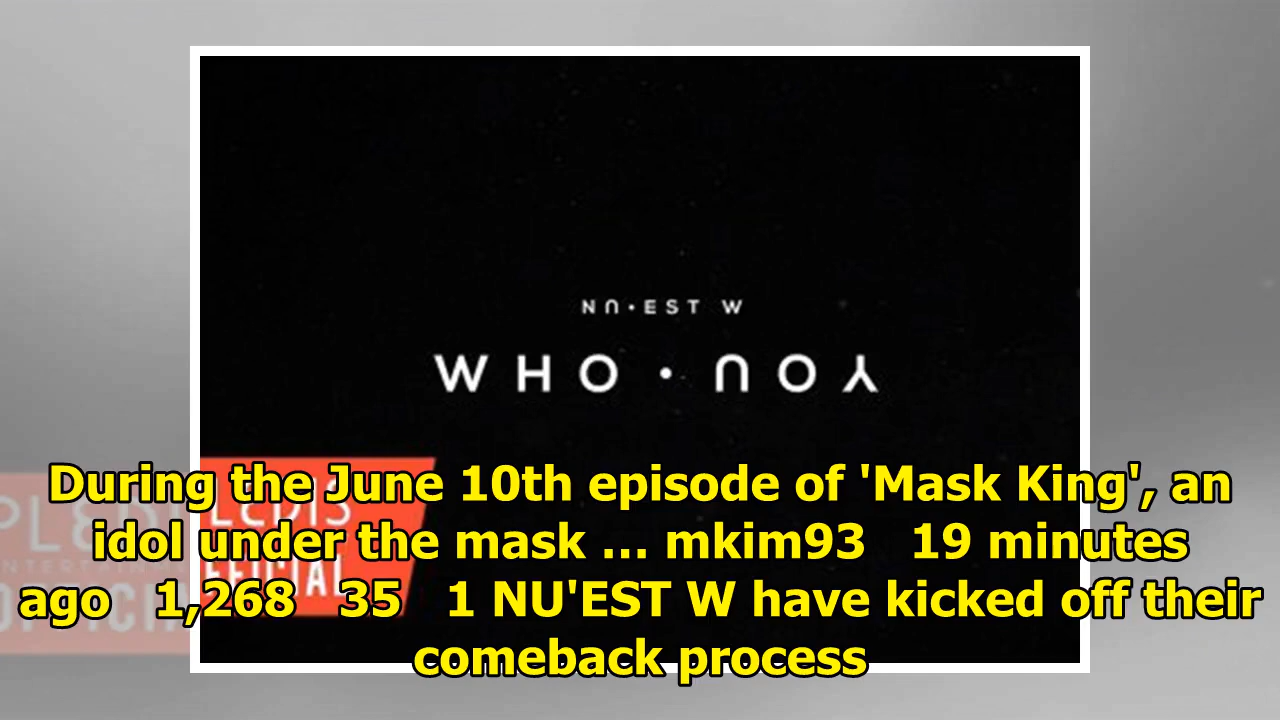 NU·EST W
WHO · UOY
During the June 10th episode of 'Mask King', an
idol under the mask ... mkim93 19 minutes
ago 1,268 35 1 NU'EST W have kicked off their
comeback process